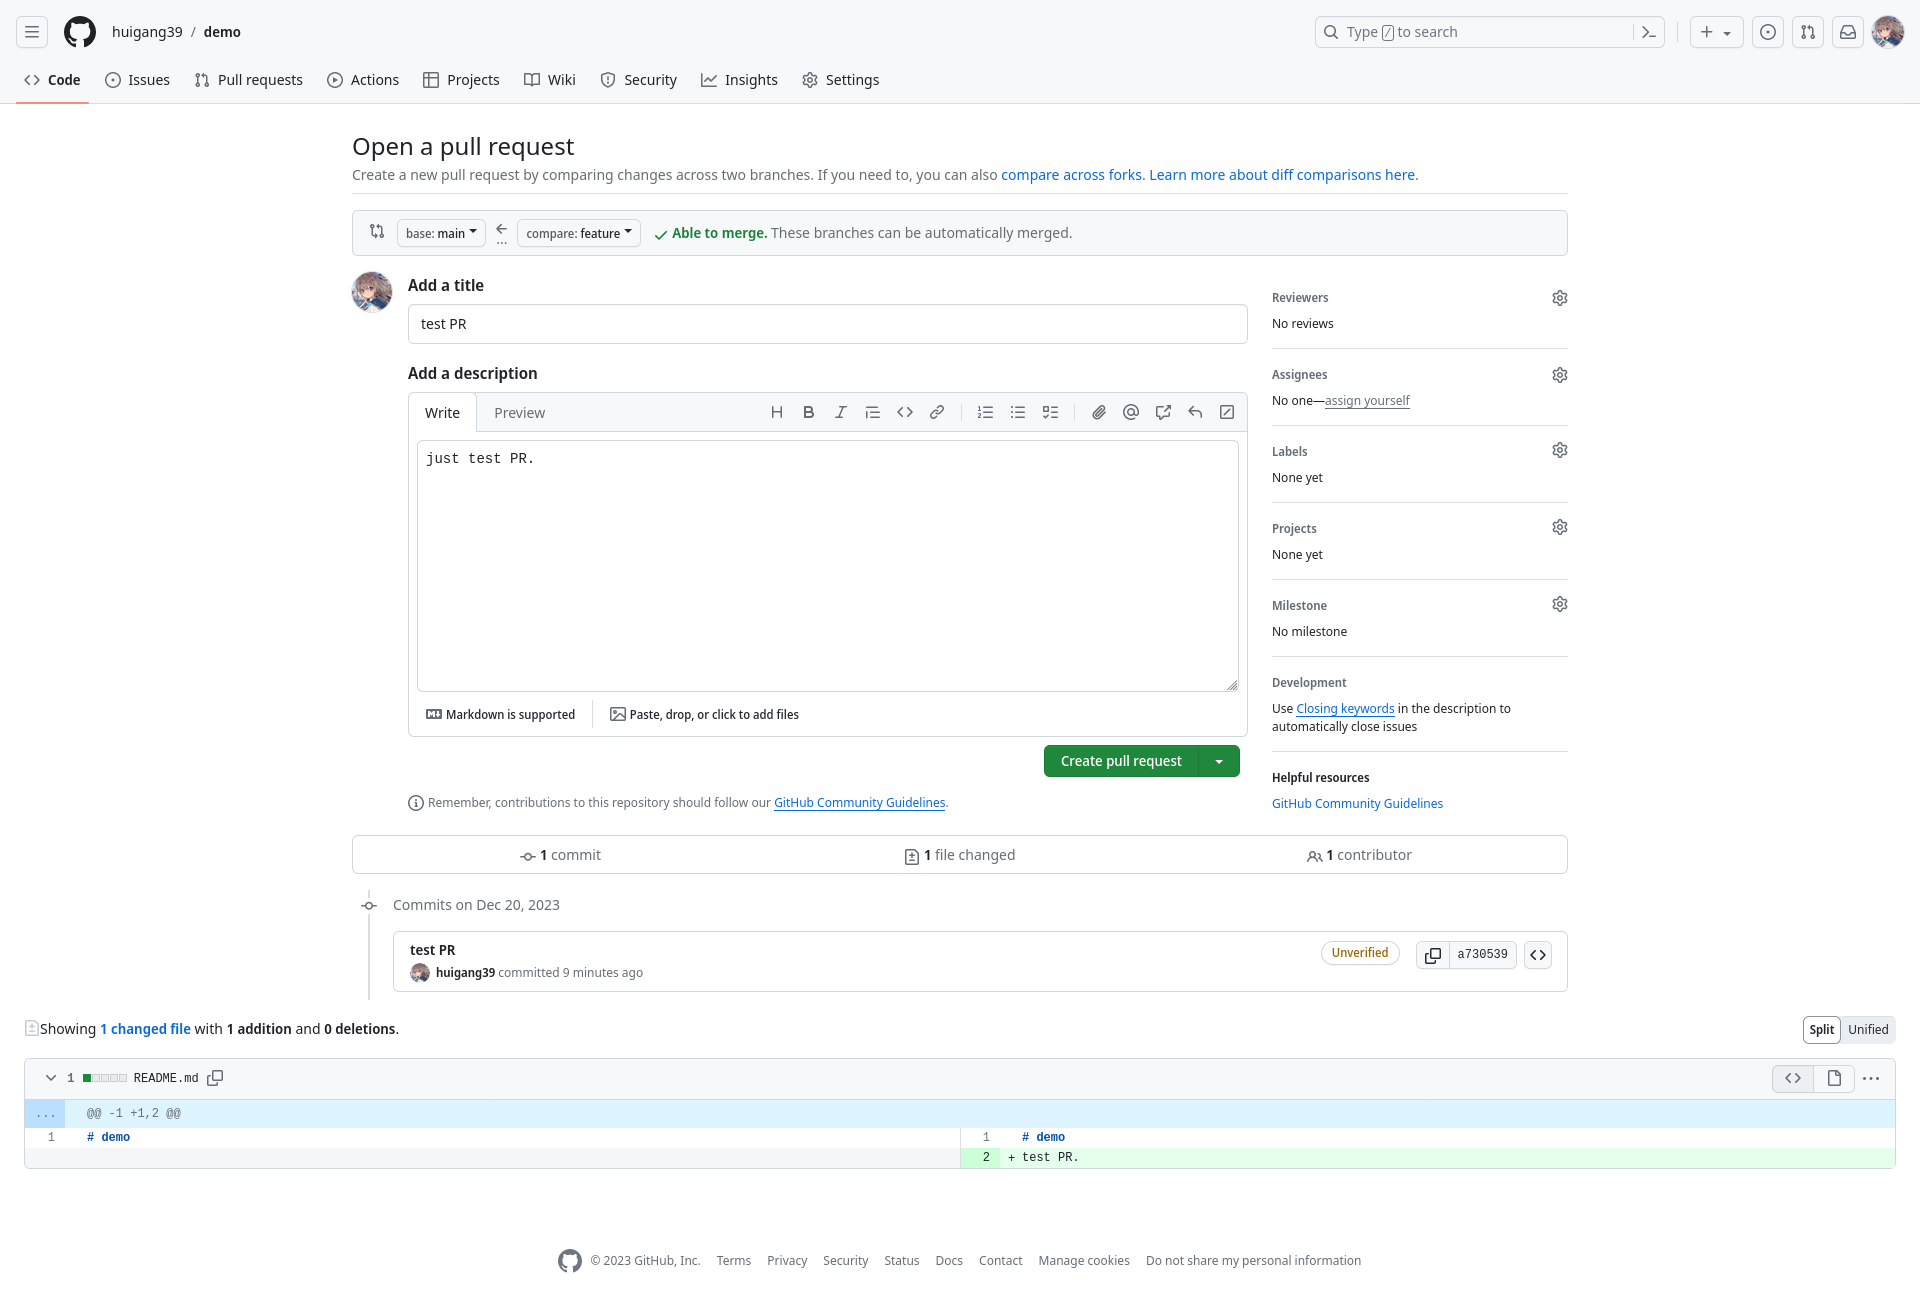 huigang39 / demo
Type / to search
Code Issues Pull requests Actions Projects Wiki Security Insights Settings
Open a pull request
Create a new pull request by comparing changes across two branches. If you need to, you can also compare across forks. Learn more about diff comparisons here.
base: main ... compare: feature Able to merge. These branches can be automatically merged.
Add a title
test PR
Add a description
Write Preview
just test PR.
Markdown is supported Paste, drop, or click to add files
Create pull request
Remember, contributions to this repository should follow our GitHub Community Guidelines.
Reviewers
No reviews
Assignees
No one—assign yourself
Labels
None yet
Projects
None yet
Milestone
No milestone
Development
Use Closing keywords in the description to
automatically close issues
Helpful resources
GitHub Community Guidelines
1 commit 1 file changed 1 contributor
Commits on Dec 20, 2023
test PR
huigang39 committed 9 minutes ago
Unverified a730539
Showing 1 changed file with 1 addition and 0 deletions.
Split Unified
1 README.md
... @@ -1 +1,2 @@
1 # demo 1 # demo
2 + test PR.
© 2023 GitHub, Inc. Terms Privacy Security Status Docs Contact Manage cookies Do not share my personal information